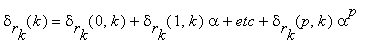 δ_{r_k}(k) = δ_{r_k}(0, k) + δ_{r_k}(1, k) α + etc + δ_{r_k}(p, k) α^p